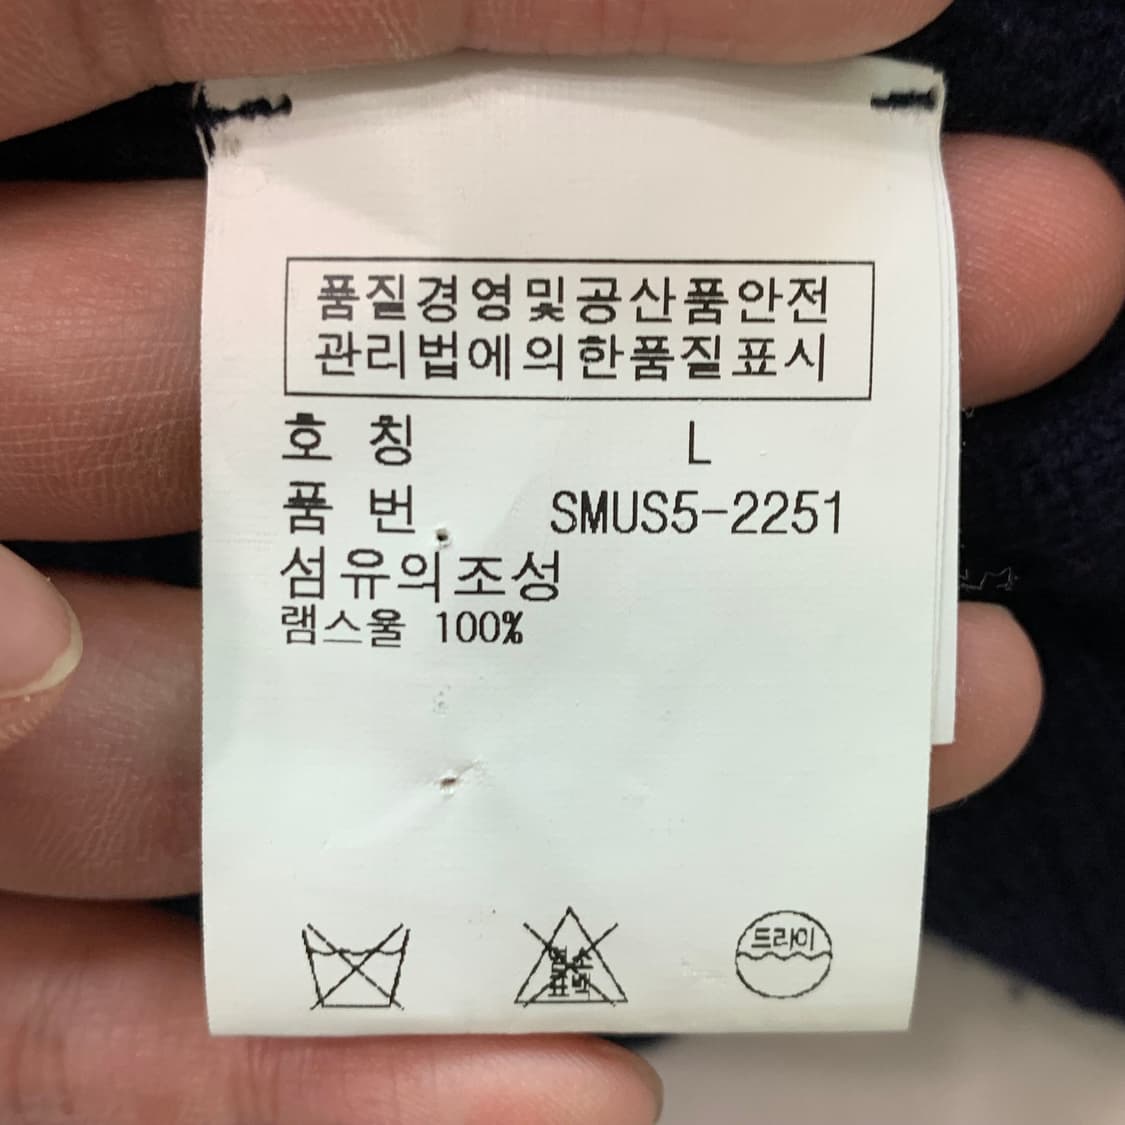 품질경영및공산품안전
관리법에의한품질표시
호 칭 L
품 번 SMUS5-2251
섬유의조성
램스울 100%
드라이